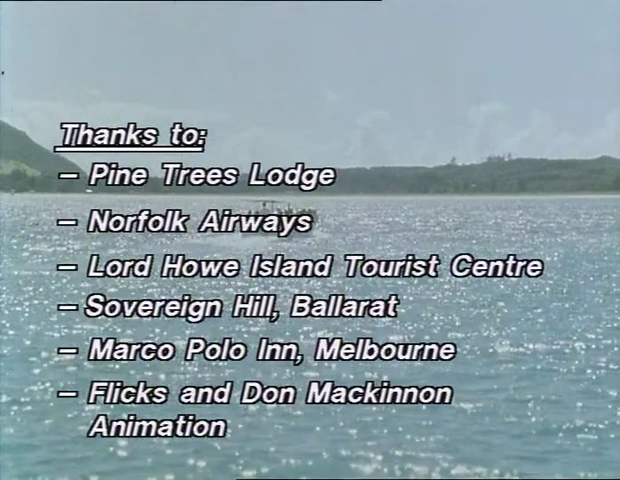 Thanks to:
– Pine Trees Lodge
– Norfolk Airways
– Lord Howe Island Tourist Centre
– Sovereign Hill, Ballarat
– Marco Polo Inn, Melbourne
– Flicks and Don Mackinnon
Animation